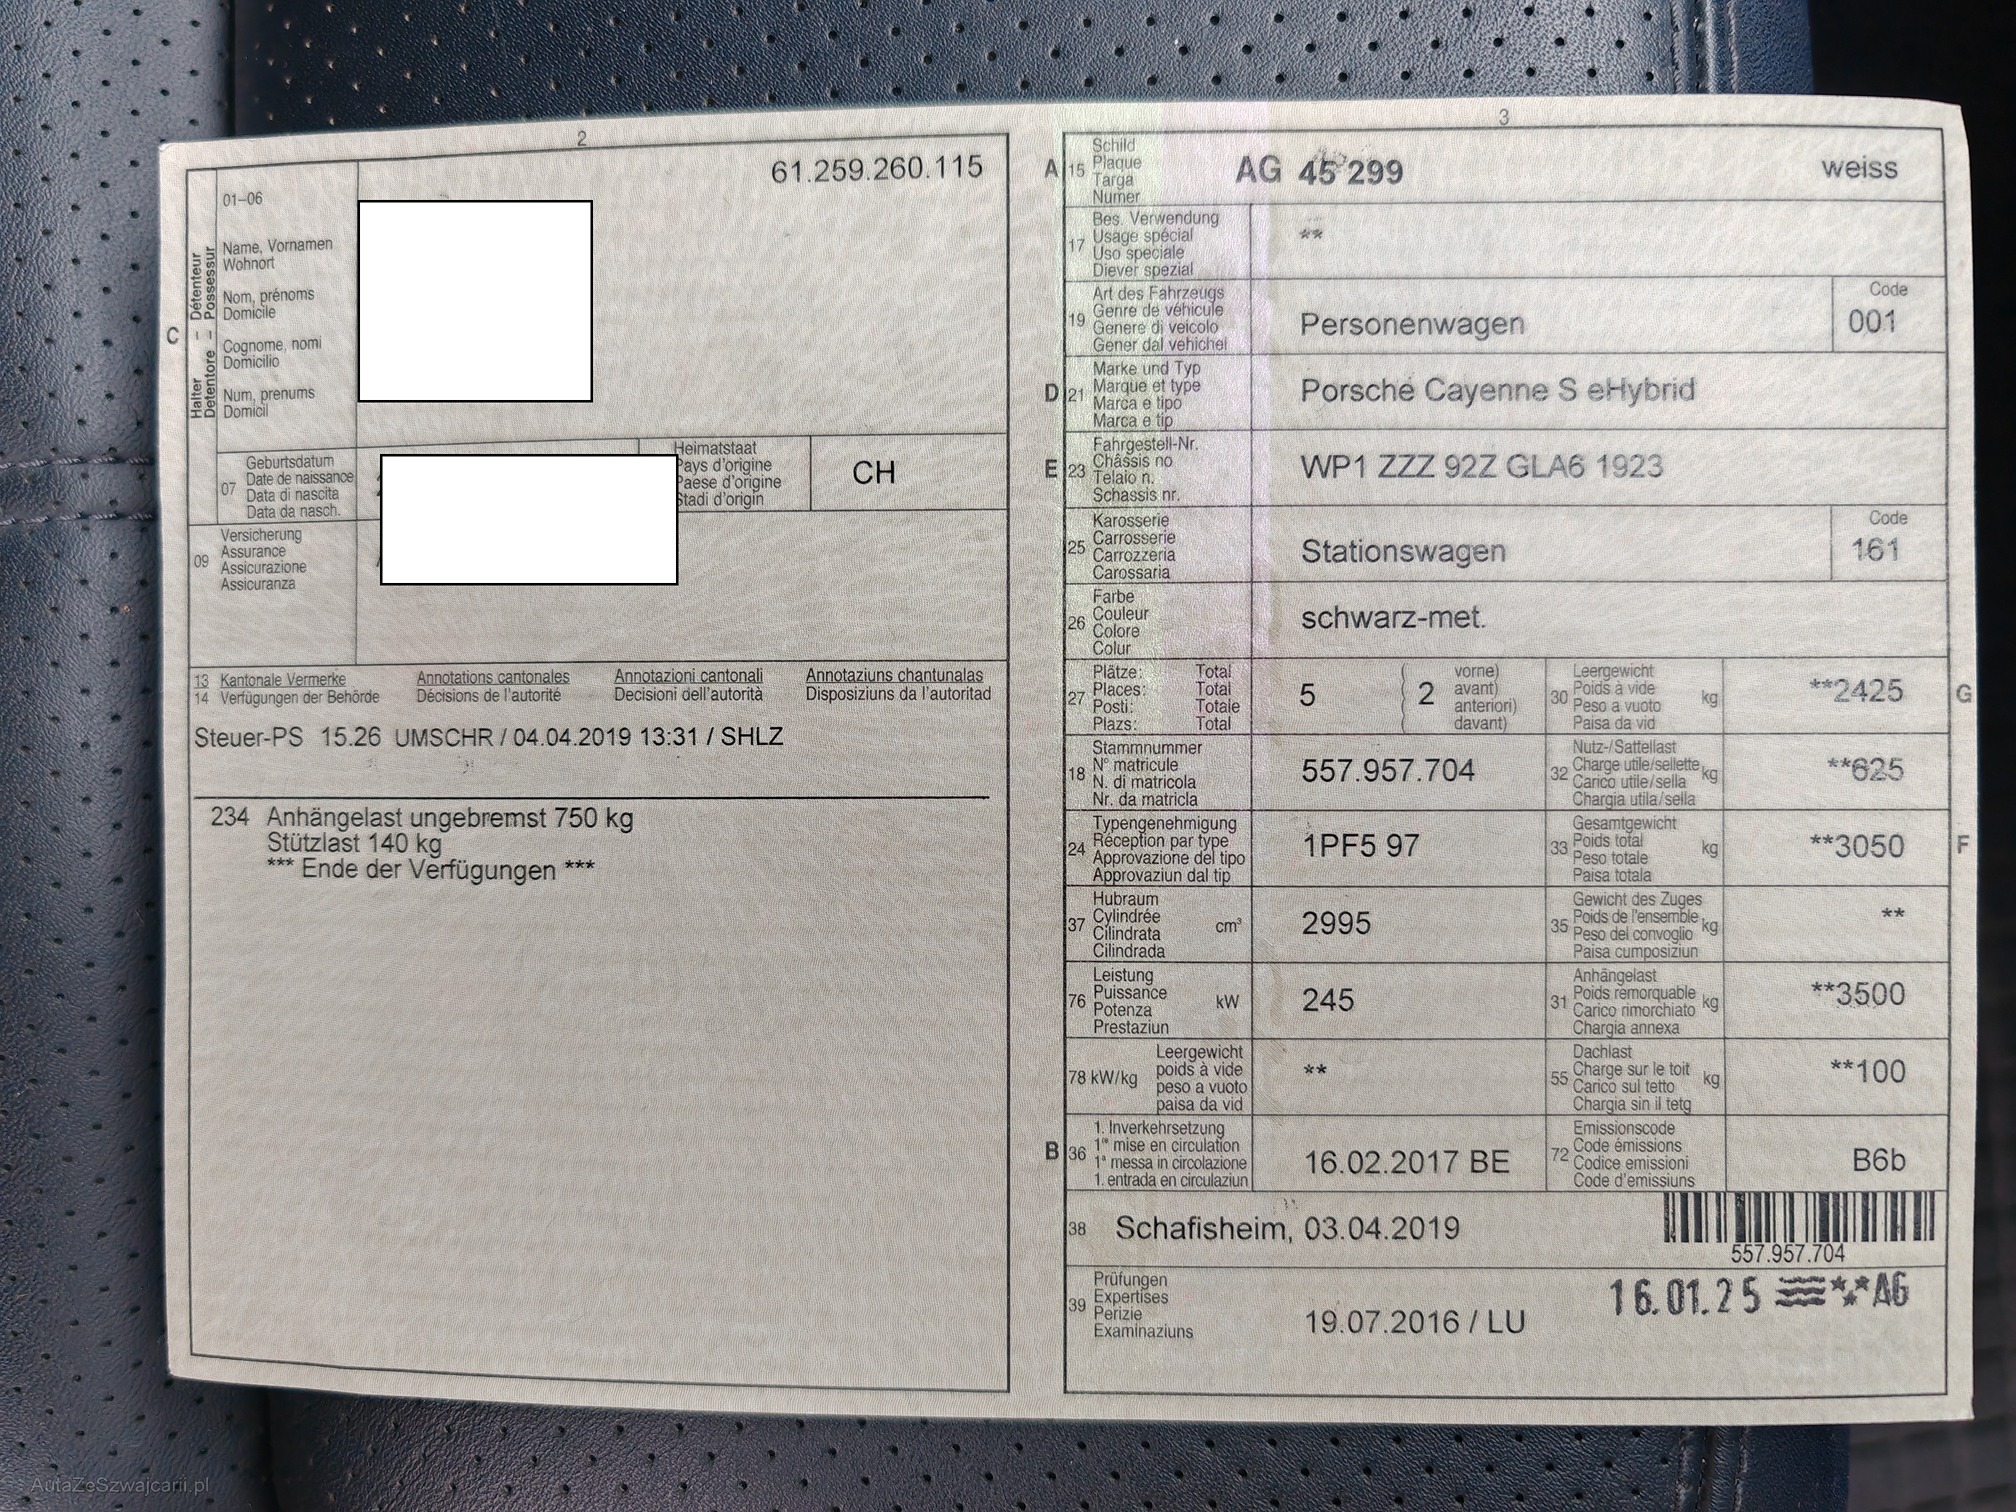 2
61.259.260.115
C
Halter – Détenteur
Detentore – Possessur
01–06
Name, Vornamen
Wohnort
Nom, prénoms
Domicile
Cognome, nomi
Domicilio
Num, prenums
Domicil
07
Geburtsdatum
Date de naissance
Data di nascita
Data da nasch.
Heimatstaat
Pays d'origine
Paese d'origine
Stadi d'origin
CH
09
Versicherung
Assurance
Assicurazione
Assicuranza
13 Kantonale Vermerke Annotations cantonales Annotazioni cantonali Annotaziuns chantunalas
14 Verfügungen der Behörde Décisions de l'autorité Decisioni dell'autorità Disposiziuns da l'autoritad
Steuer-PS 15.26 UMSCHR / 04.04.2019 13:31 / SHLZ
234 Anhängelast ungebremst 750 kg
Stützlast 140 kg
*** Ende der Verfügungen ***
3
A 15
Schild
Plaque
Targa
Numer
AG 45 299 weiss
17
Bes. Verwendung
Usage spécial
Uso speciale
Diever spezial
**
19
Art des Fahrzeugs
Genre de véhicule
Genere di veicolo
Gener dal vehichel
Personenwagen
Code
001
D 21
Marke und Typ
Marque et type
Marca e tipo
Marca e tip
Porsche Cayenne S eHybrid
E 23
Fahrgestell-Nr.
Châssis no
Telaio n.
Schassis nr.
WP1 ZZZ 92Z GLA6 1923
25
Karosserie
Carrosserie
Carrozzeria
Carossaria
Stationswagen
Code
161
26
Farbe
Couleur
Colore
Colur
schwarz-met.
27
Plätze: Total
Places: Total
Posti: Totale
Plazs: Total
5 ( 2
vorne)
avant)
anteriori)
davant)
30
Leergewicht
Poids à vide
Peso a vuoto
Paisa da vid
kg
**2425
G
18
Stammnummer
N° matricule
N. di matricola
Nr. da matricla
557.957.704
32
Nutz-/Sattellast
Charge utile/sellette
Carico utile/sella
Chargia utila/sella
kg
**625
24
Typengenehmigung
Réception par type
Approvazione del tipo
Approvaziun dal tip
1PF5 97
33
Gesamtgewicht
Poids total
Peso totale
Paisa totala
kg
**3050
F
37
Hubraum
Cylindrée
Cilindrata
Cilindrada
cm³
2995
35
Gewicht des Zuges
Poids de l'ensemble
Peso del convoglio
Paisa cumposiziun
kg
**
76
Leistung
Puissance
Potenza
Prestaziun
kW
245
31
Anhängelast
Poids remorquable
Carico rimorchiato
Chargia annexa
kg
**3500
78 kW/kg
Leergewicht
poids à vide
peso a vuoto
paisa da vid
**
55
Dachlast
Charge sur le toit
Carico sul tetto
Chargia sin il tetg
kg
**100
B 36
1. Inverkehrsetzung
1re mise en circulation
1a messa in circolazione
1. entrada en circulaziun
16.02.2017 BE
72
Emissionscode
Code émissions
Codice emissioni
Code d'emissiuns
B6b
38 Schafisheim, 03.04.2019
557.957.704
39
Prüfungen
Expertises
Perizie
Examinaziuns
19.07.2016 / LU
16.01.25 AG
AutaZeSzwajcarii.pl